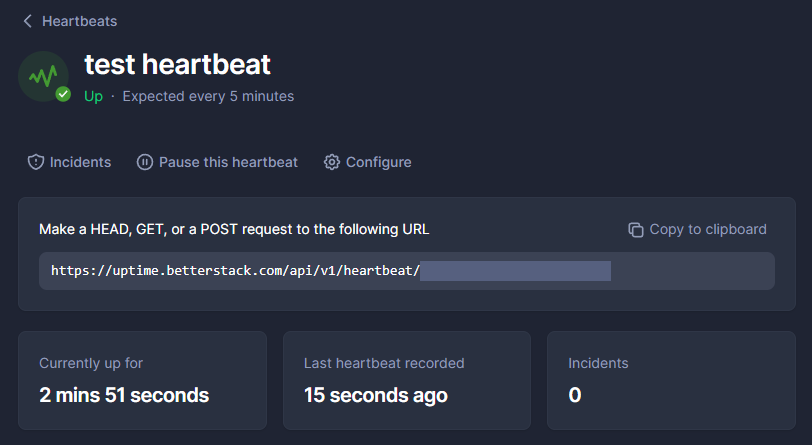 Heartbeats
test heartbeat
Up · Expected every 5 minutes
Incidents Pause this heartbeat Configure
Make a HEAD, GET, or a POST request to the following URL Copy to clipboard
https://uptime.betterstack.com/api/v1/heartbeat/
Currently up for
2 mins 51 seconds
Last heartbeat recorded
15 seconds ago
Incidents
0